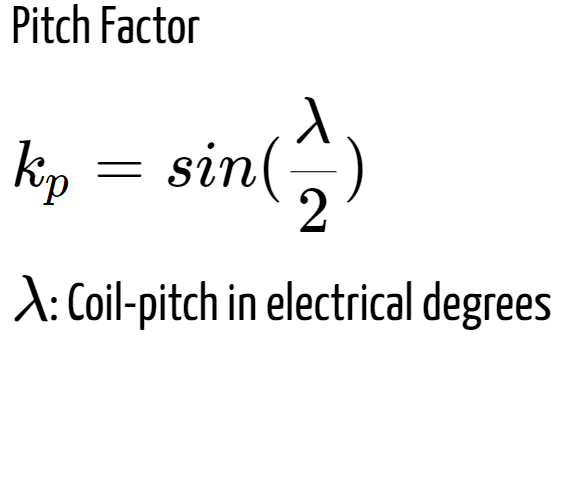 Pitch Factor
k_p = sin(λ/2)
λ: Coil-pitch in electrical degrees